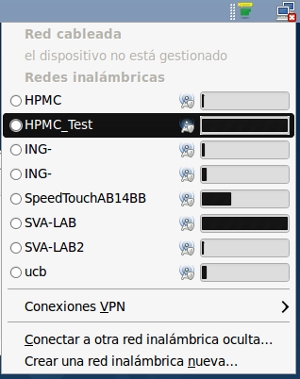 Red cableada
el dispositivo no está gestionado
Redes inalámbricas
HPMC
HPMC_Test
ING-
ING-
SpeedTouchAB14BB
SVA-LAB
SVA-LAB2
ucb
Conexiones VPN
Conectar a otra red inalámbrica oculta...
Crear una red inalámbrica nueva...